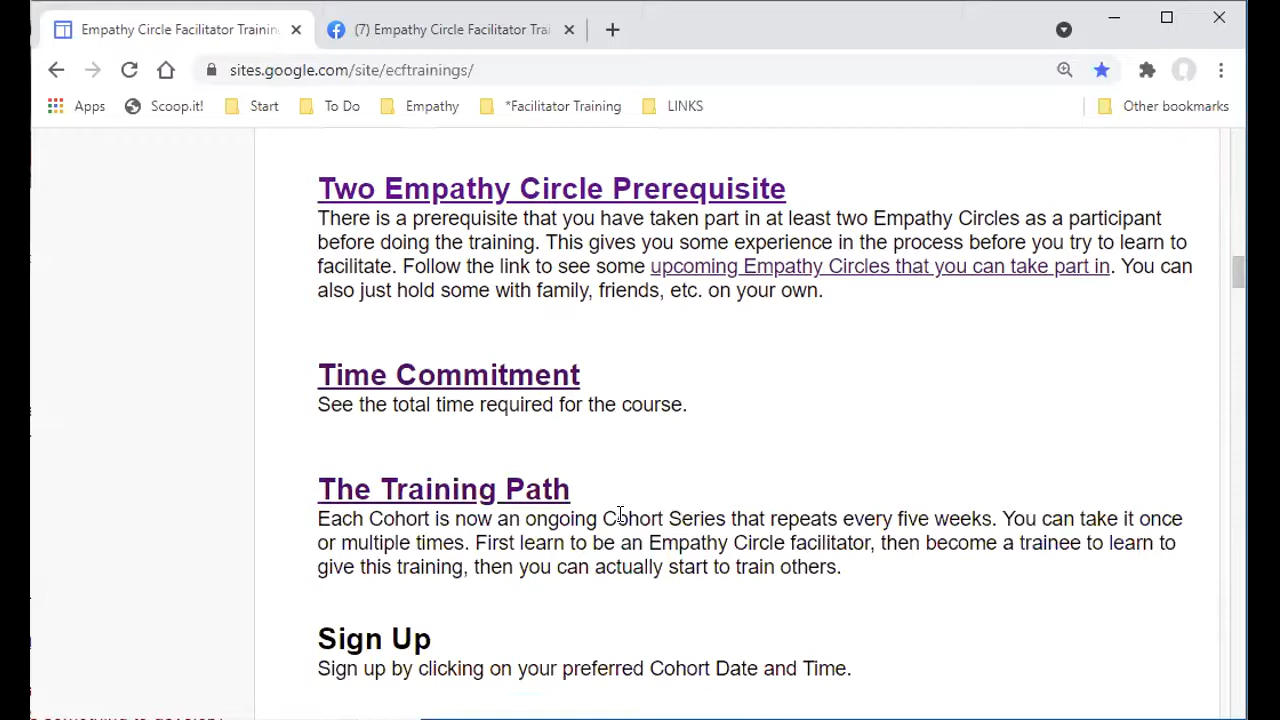 Empathy Circle Facilitator Trainin
(7) Empathy Circle Facilitator Trai
sites.google.com/site/ecftrainings/
Apps Scoop.it! Start To Do Empathy *Facilitator Training LINKS Other bookmarks
Two Empathy Circle Prerequisite
There is a prerequisite that you have taken part in at least two Empathy Circles as a participant
before doing the training. This gives you some experience in the process before you try to learn to
facilitate. Follow the link to see some upcoming Empathy Circles that you can take part in. You can
also just hold some with family, friends, etc. on your own.
Time Commitment
See the total time required for the course.
The Training Path
Each Cohort is now an ongoing Cohort Series that repeats every five weeks. You can take it once
or multiple times. First learn to be an Empathy Circle facilitator, then become a trainee to learn to
give this training, then you can actually start to train others.
Sign Up
Sign up by clicking on your preferred Cohort Date and Time.